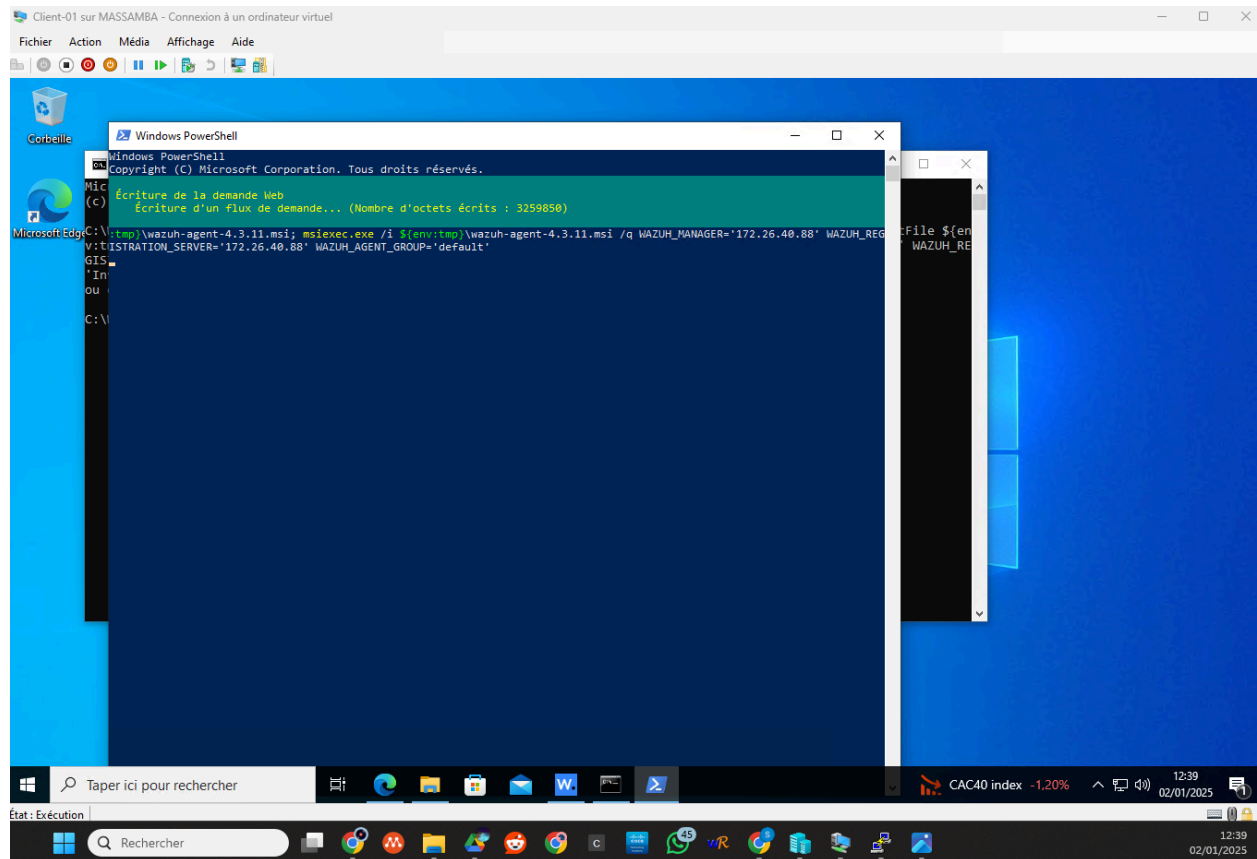 Client-01 sur MASSAMBA - Connexion à un ordinateur virtuel
Fichier Action Média Affichage Aide
Corbeille
Microsoft Edge
Windows PowerShell
Windows PowerShell
Copyright (C) Microsoft Corporation. Tous droits réservés.
Écriture de la demande Web
Écriture d'un flux de demande... (Nombre d'octets écrits : 3259850)
:tmp}\wazuh-agent-4.3.11.msi; msiexec.exe /i ${env:tmp}\wazuh-agent-4.3.11.msi /q WAZUH_MANAGER='172.26.40.88' WAZUH_REG
ISTRATION_SERVER='172.26.40.88' WAZUH_AGENT_GROUP='default'
Mic
(c)
C:\
v:t
GIS
'In
ou
C:\
tFile ${en
' WAZUH_RE
Taper ici pour rechercher
W.
CAC40 index -1,20%
12:39
02/01/2025
1
État : Exécution
Rechercher
C
45
R
12:39
02/01/2025